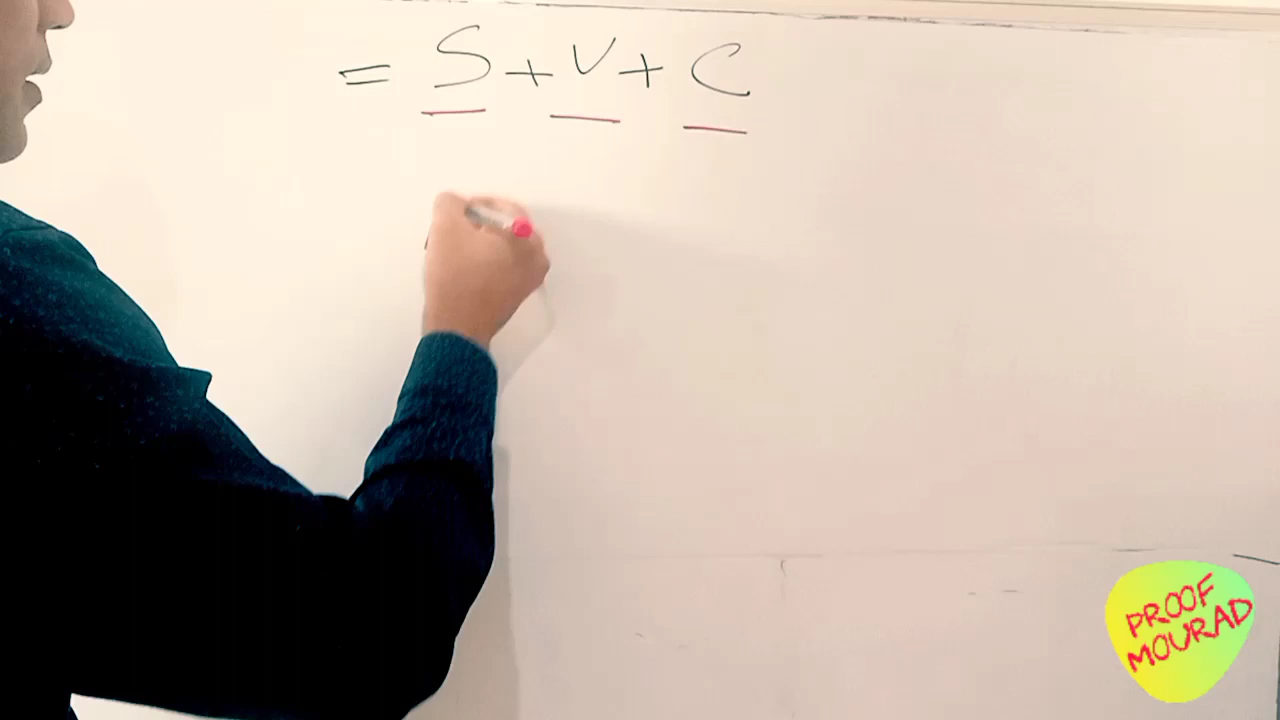 = S + V + C
PROOF
MOURAD